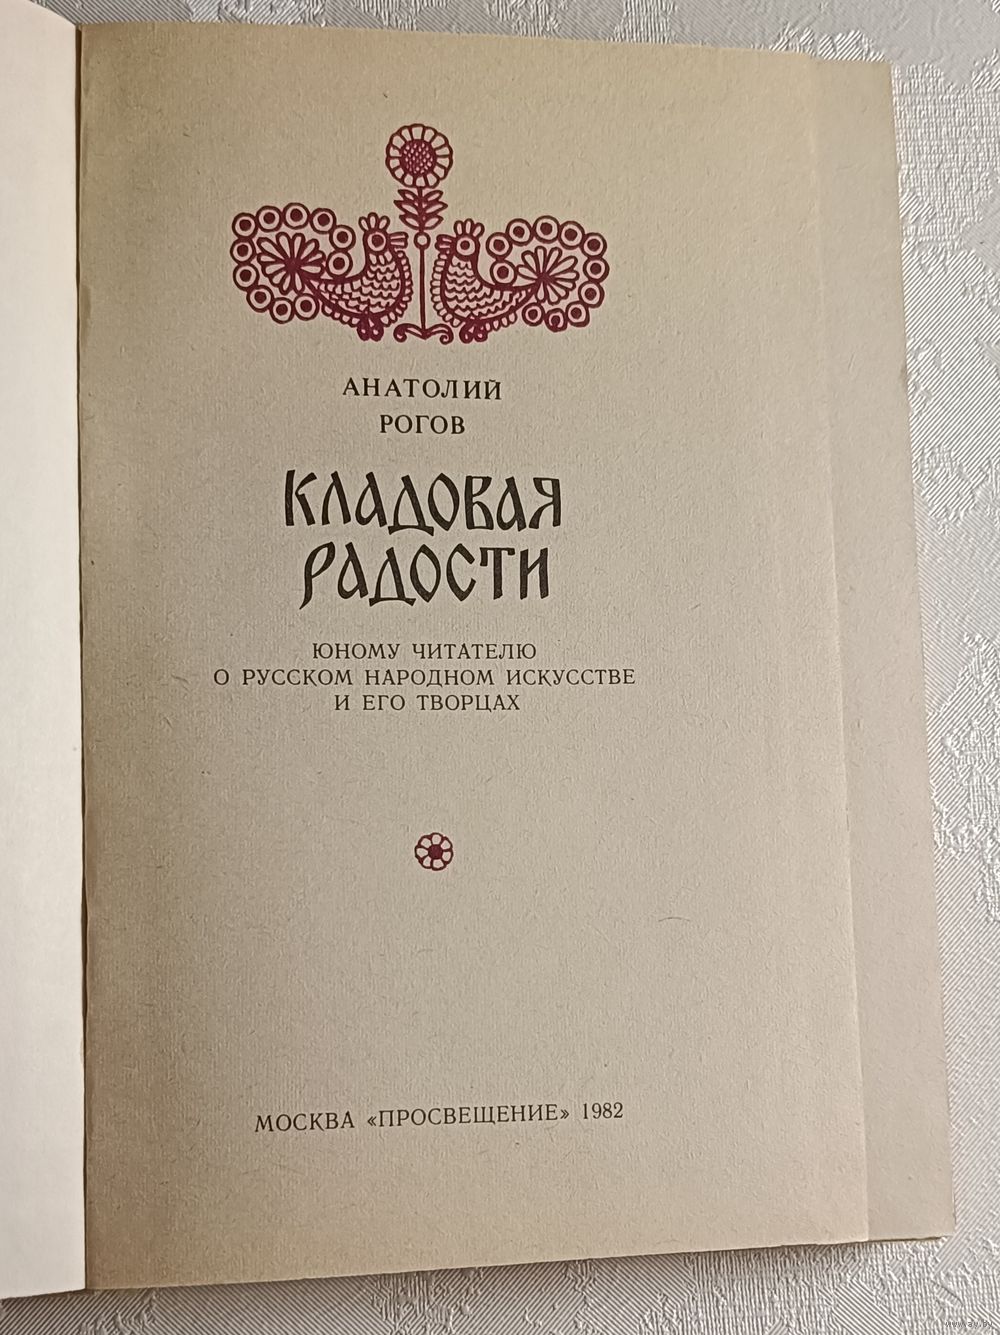 АНАТОЛИЙ
РОГОВ
КЛАДОВАЯ
РАДОСТИ
ЮНОМУ ЧИТАТЕЛЮ
О РУССКОМ НАРОДНОМ ИСКУССТВЕ
И ЕГО ТВОРЦАХ
МОСКВА «ПРОСВЕЩЕНИЕ» 1982